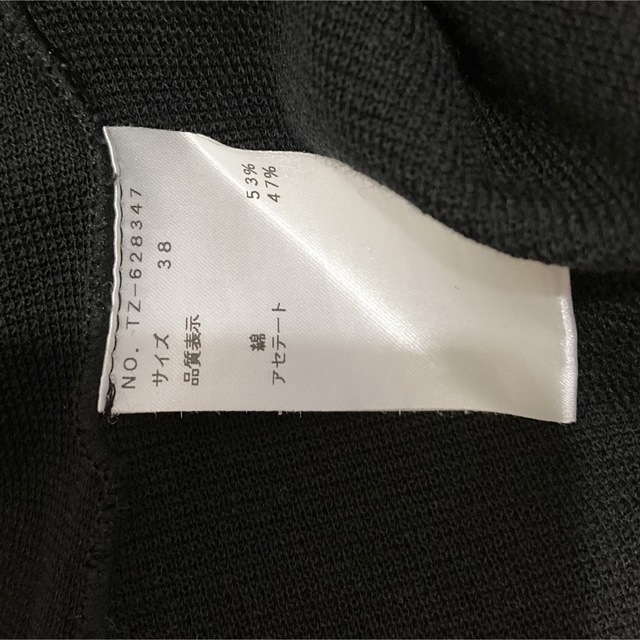 NO. TZ-628347
サイズ 38
品質表示
綿 53%
アセテート 47%